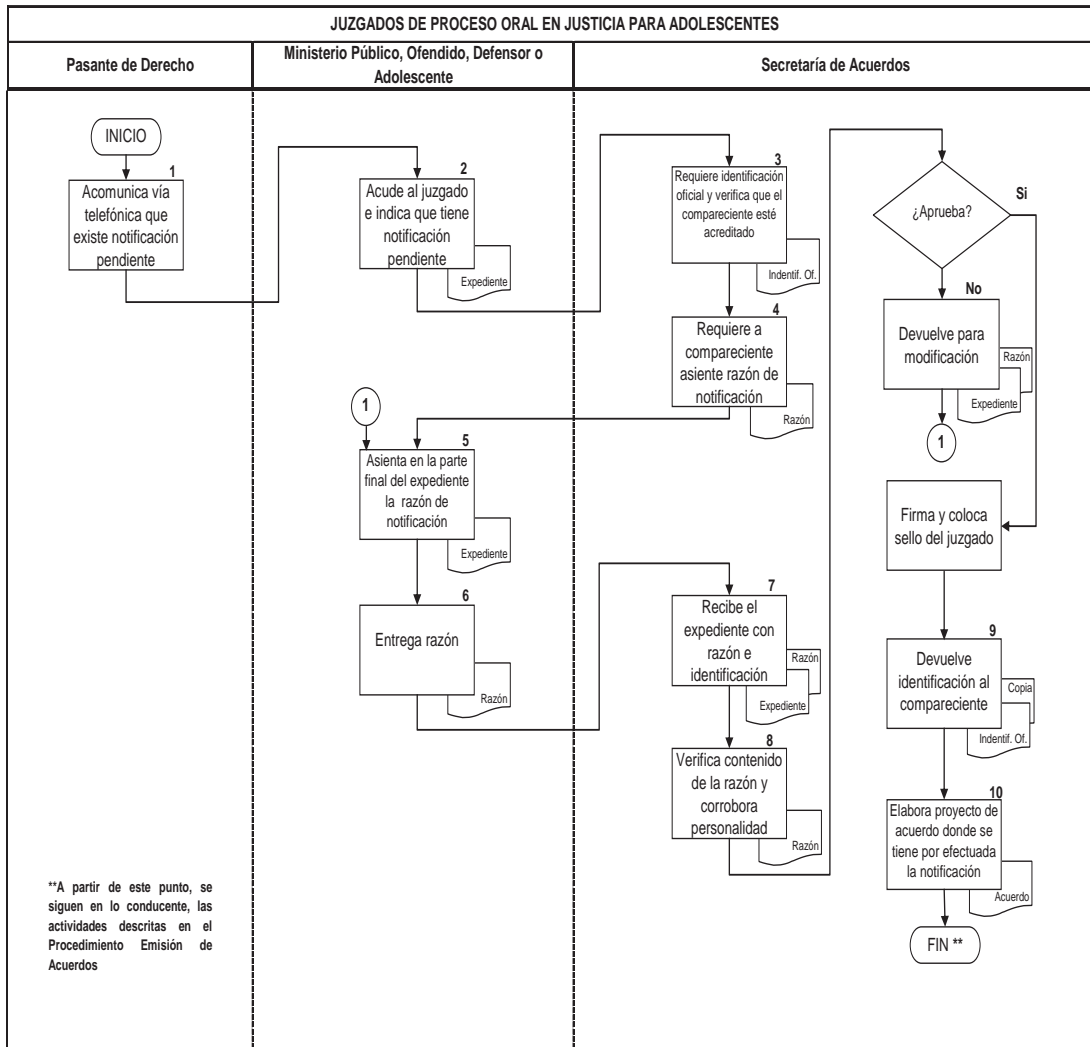 JUZGADOS DE PROCESO ORAL EN JUSTICIA PARA ADOLESCENTES
Pasante de Derecho
Ministerio Público, Ofendido, Defensor o
Adolescente
Secretaría de Acuerdos
INICIO
1
Acomunica vía
telefónica que
existe notificación
pendiente
2
Acude al juzgado
e indica que tiene
notificación
pendiente
Expediente
3
Requiere identificación
oficial y verifica que el
compareciente esté
acreditado
Indentif. Of.
4
Requiere a
compareciente
asiente razón de
notificación
Razón
1
5
Asienta en la parte
final del expediente
la razón de
notificación
Expediente
6
Entrega razón
Razón
7
Recibe el
expediente con
razón e
identificación
Razón
Expediente
8
Verifica contenido
de la razón y
corrobora
personalidad
Razón
¿Aprueba?
Si
No
Devuelve para
modificación
Razón
Expediente
1
Firma y coloca
sello del juzgado
9
Devuelve
identificación al
compareciente
Copia
Indentif. Of.
10
Elabora proyecto de
acuerdo donde se
tiene por efectuada
la notificación
Acuerdo
FIN **
**A partir de este punto, se
siguen en lo conducente, las
actividades descritas en el
Procedimiento Emisión de
Acuerdos